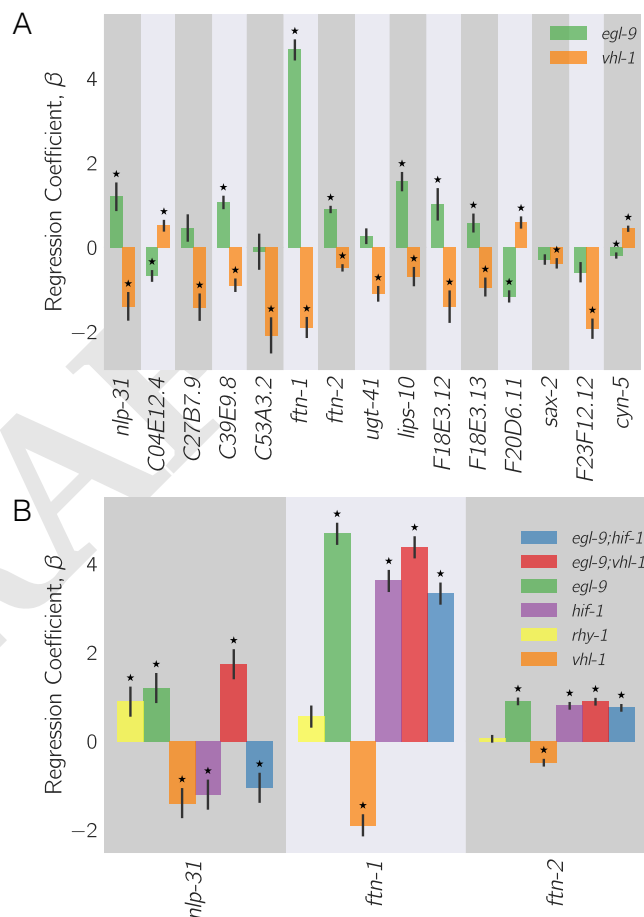 A
egl-9
vhl-1
Regression Coefficient, β
4
2
0
−2
nlp-31
C04E12.4
C27B7.9
C39E9.8
C53A3.2
ftn-1
ftn-2
ugt-41
lips-10
F18E3.12
F18E3.13
F20D6.11
sax-2
F23F12.12
cyn-5
B
egl-9;hif-1
egl-9;vhl-1
egl-9
hif-1
rhy-1
vhl-1
Regression Coefficient, β
4
2
0
−2
nlp-31
ftn-1
ftn-2